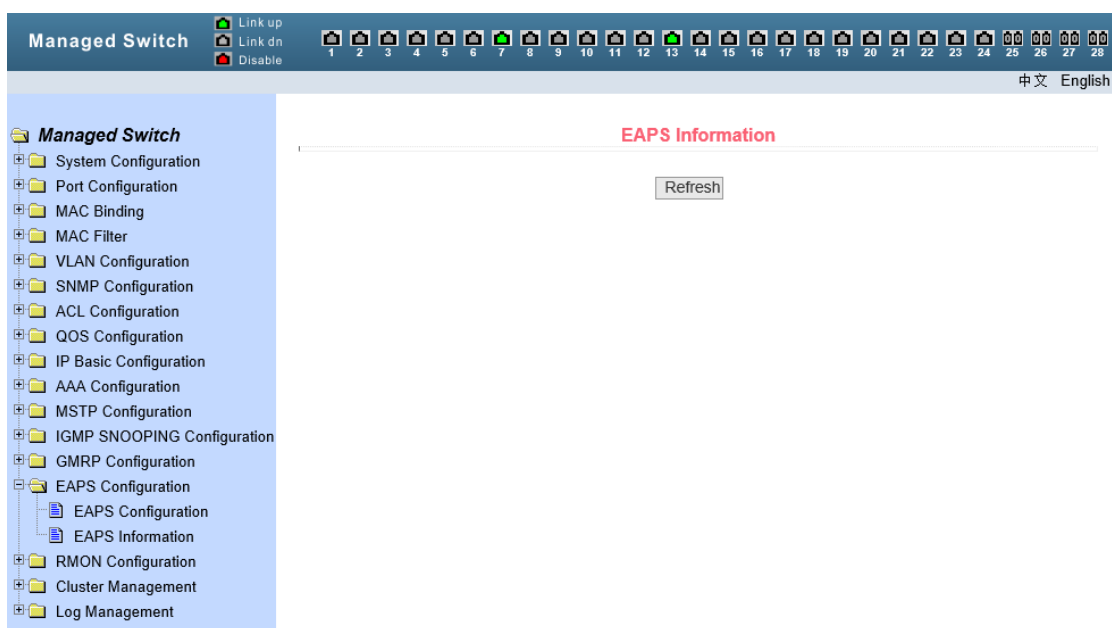 Managed Switch
Link up
Link dn
Disable
1 2 3 4 5 6 7 8 9 10 11 12 13 14 15 16 17 18 19 20 21 22 23 24 25 26 27 28
中文 English
Managed Switch
System Configuration
Port Configuration
MAC Binding
MAC Filter
VLAN Configuration
SNMP Configuration
ACL Configuration
QOS Configuration
IP Basic Configuration
AAA Configuration
MSTP Configuration
IGMP SNOOPING Configuration
GMRP Configuration
EAPS Configuration
EAPS Configuration
EAPS Information
RMON Configuration
Cluster Management
Log Management
EAPS Information
Refresh